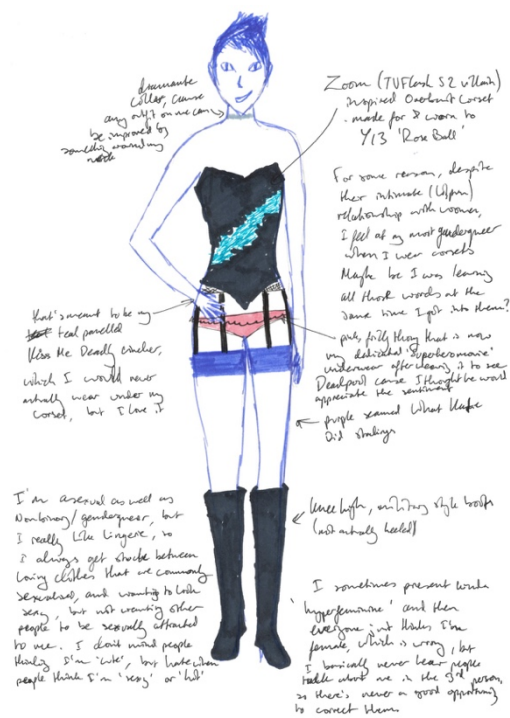 diamante
collar, cause
any outfit on me can
be improved by
something around my
neck
Zoom (TV Flash S2 villain)
inspired Overbust Corset
made for & worn to
Y13 'Rose Ball'
For some reason, despite
their intimate (lol pun)
relationship with women,
I feel at my most genderqueer
when I wear corsets
Maybe be I was learning
all those words at the
same time I got into them?
that's meant to be my
teal panelled
Kiss Me Deadly cincher,
which I would never
actually wear under my
corset, but I love it
pink, frilly thong that is now
my dedicated 'superhero movie'
underwear after wearing it to see
Deadpool cause I thought he would
appreciate the sentiment
purple seamed What Katie
Did stockings
knee high, military style boots
(not actually heeled)
I'm asexual as well as
Nonbinary/genderqueer, but
I really like lingerie, so
I always get stuck between
loving clothes that are commonly
sexualised, and wanting to look
sexy, but not wanting other
people to be sexually attracted
to me. I don't mind people
thinking I'm 'cute', but hate when
people think I'm 'sexy' or 'hot'
I sometimes present kinda
'hyperfeminine' and then
everyone just thinks I'm
female, which is wrong, but
I basically never hear people
talk about me in the 3rd person,
so there's never a good opportunity
to correct them.